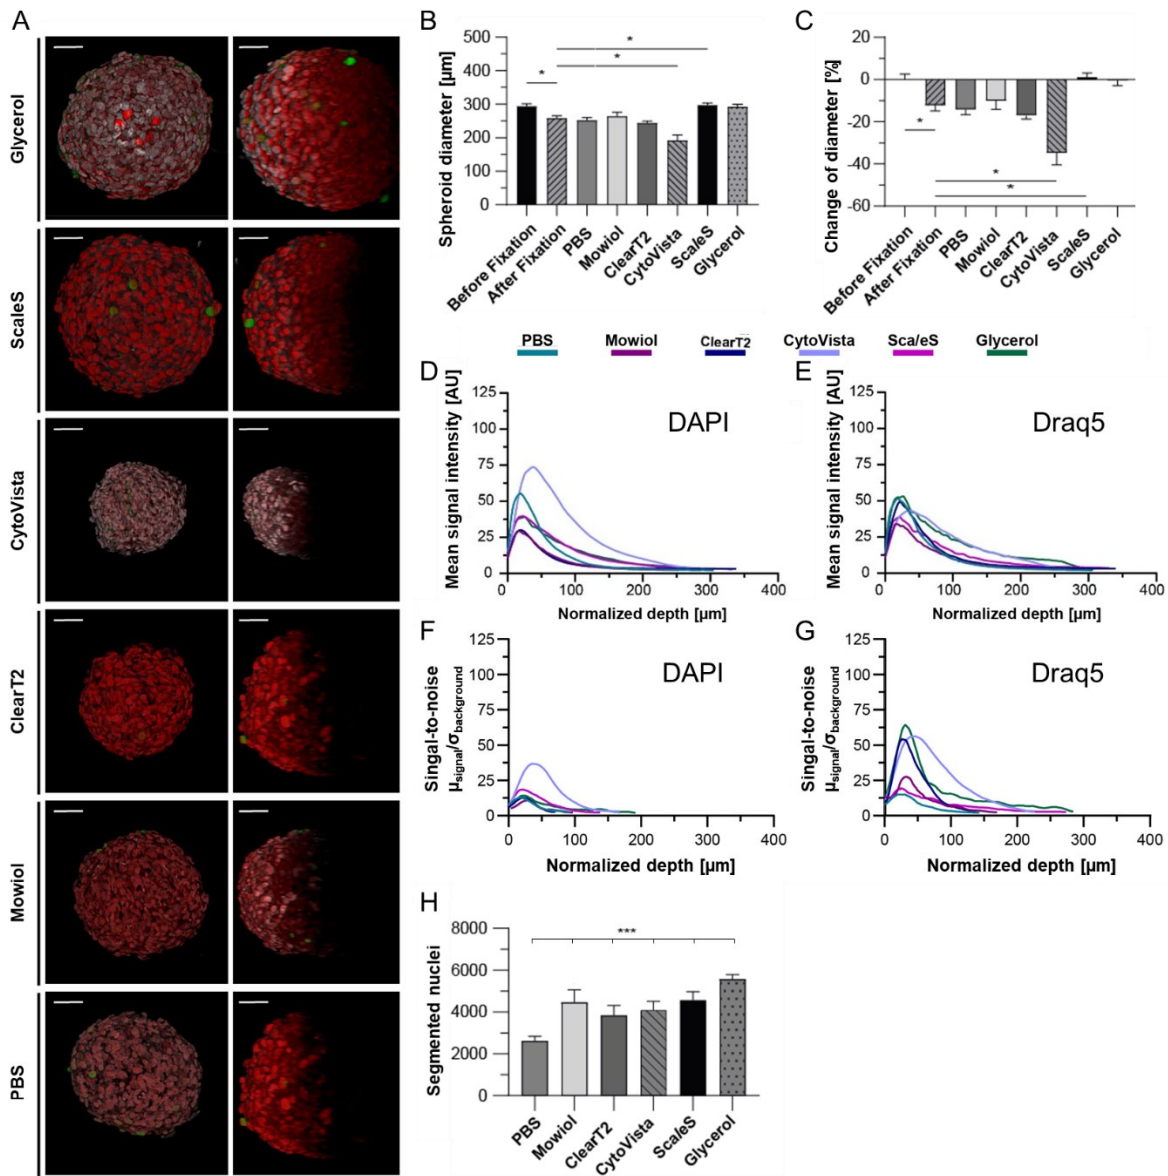 A
Glycerol
ScaleS
CytoVista
ClearT2
Mowiol
PBS
B
Spheroid diameter [µm]
500
400
300
200
100
0
*
*
*
Before Fixation
After Fixation
PBS
Mowiol
ClearT2
CytoVista
ScaleS
Glycerol
C
Change of diameter [%]
20
0
-20
-40
-60
*
*
*
Before Fixation
After Fixation
PBS
Mowiol
ClearT2
CytoVista
ScaleS
Glycerol
PBS Mowiol ClearT2 CytoVista Sca/eS Glycerol
D
DAPI
Mean signal intensity [AU]
125
100
75
50
25
0
0 100 200 300 400
Normalized depth [µm]
E
Draq5
Mean signal intensity [AU]
125
100
75
50
25
0
0 100 200 300 400
Normalized depth [µm]
F
DAPI
Singal-to-noise
µsignal/σbackground
125
100
75
50
25
0
0 100 200 300 400
Normalized depth [µm]
G
Draq5
Singal-to-noise
µsignal/σbackground
125
100
75
50
25
0
0 100 200 300 400
Normalized depth [µm]
H
Segmented nuclei
8000
6000
4000
2000
0
***
PBS
Mowiol
ClearT2
CytoVista
ScaleS
Glycerol